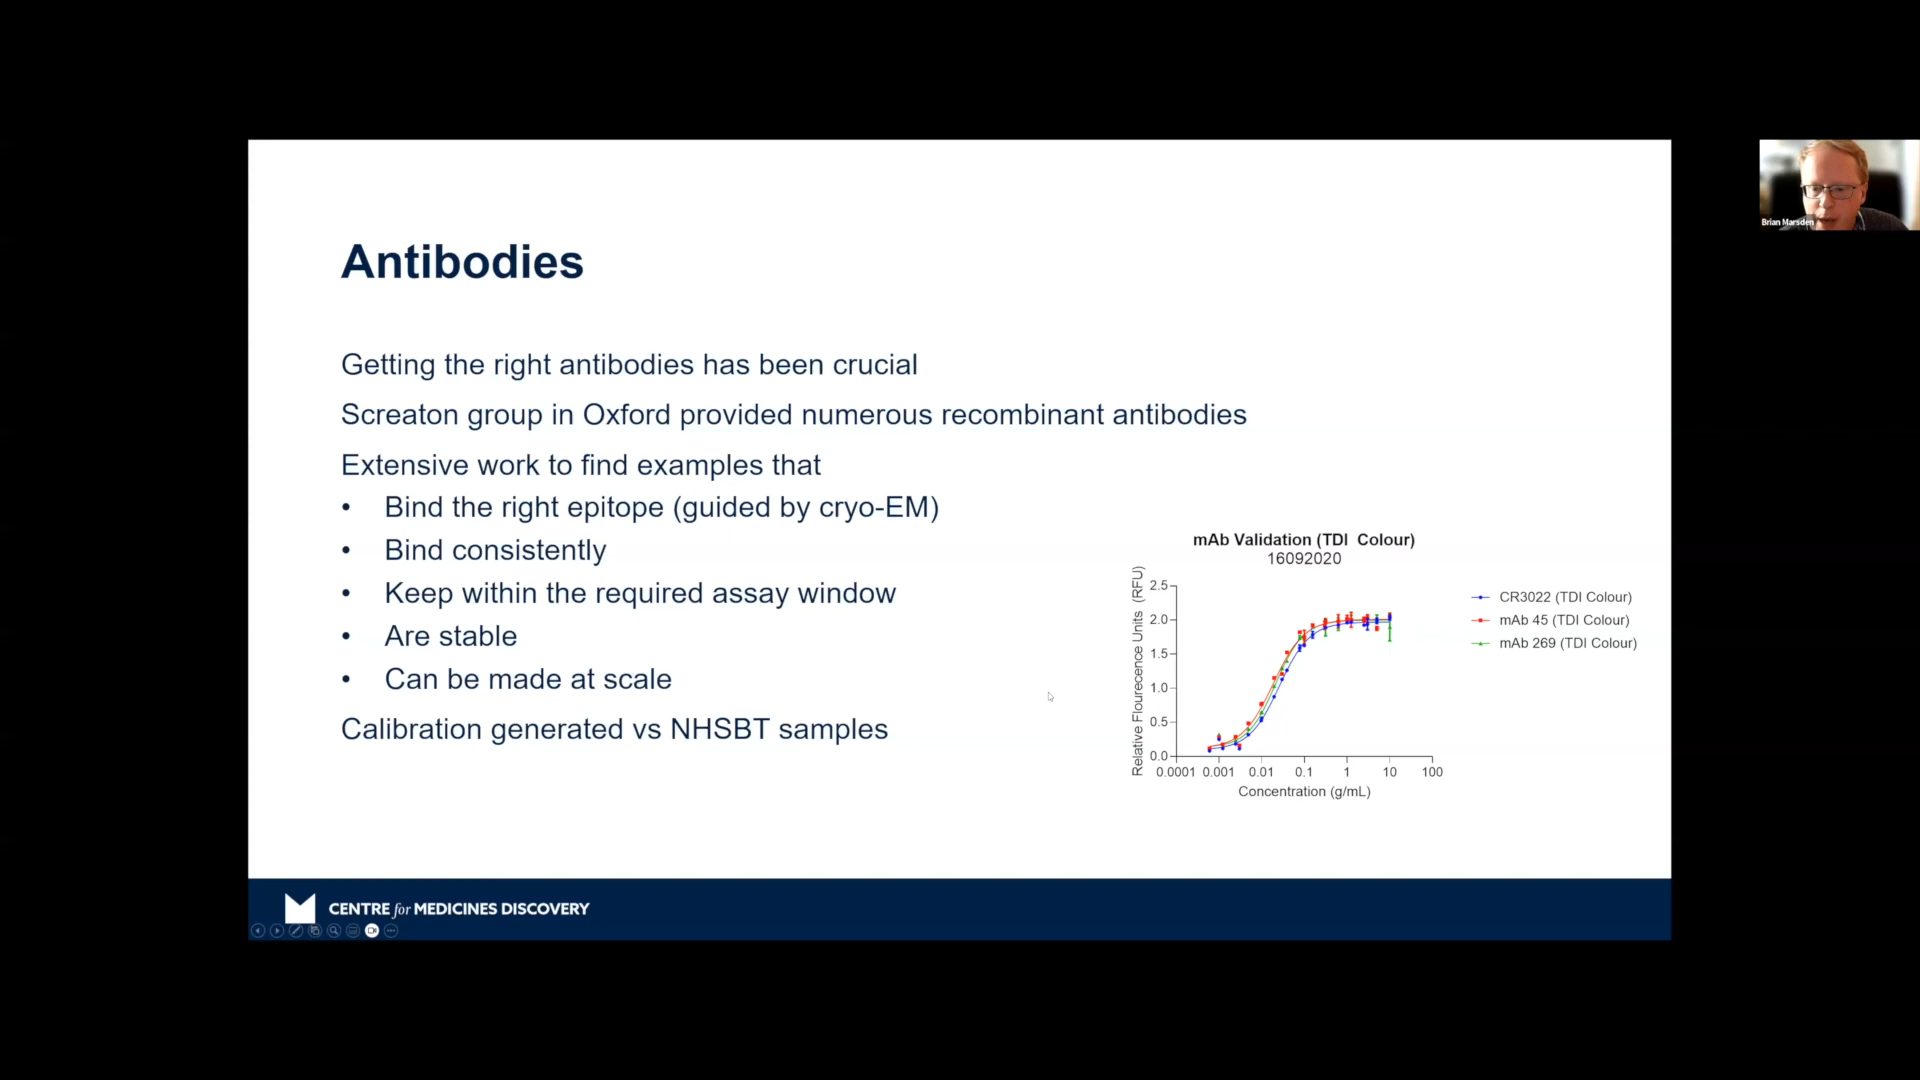 Antibodies
Getting the right antibodies has been crucial
Screaton group in Oxford provided numerous recombinant antibodies
Extensive work to find examples that
• Bind the right epitope (guided by cryo-EM)
• Bind consistently
• Keep within the required assay window
• Are stable
• Can be made at scale
Calibration generated vs NHSBT samples
mAb Validation (TDI Colour)
16092020
Relative Flourecence Units (RFU)
2.5
2.0
1.5
1.0
0.5
0.0
0.0001 0.001 0.01 0.1 1 10 100
Concentration (g/mL)
CR3022 (TDI Colour)
mAb 45 (TDI Colour)
mAb 269 (TDI Colour)
CENTRE for MEDICINES DISCOVERY
Brian Marsden